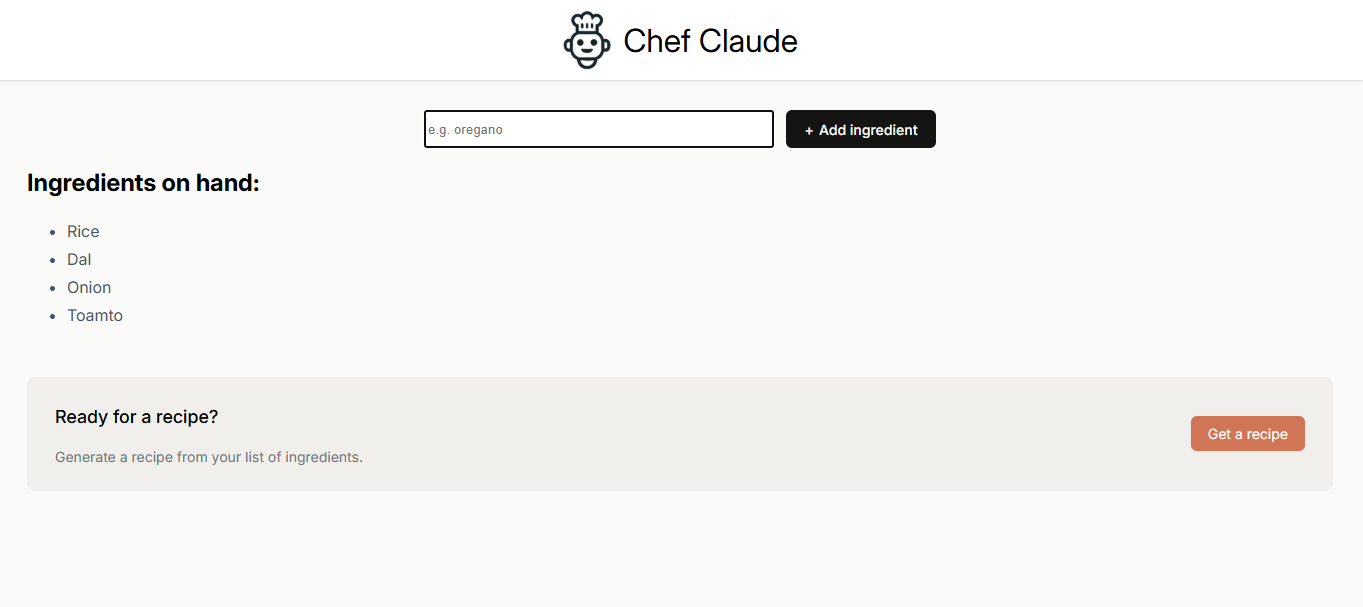 Chef Claude
e.g. oregano
+ Add ingredient
Ingredients on hand:
Rice
Dal
Onion
Toamto
Ready for a recipe?
Get a recipe
Generate a recipe from your list of ingredients.